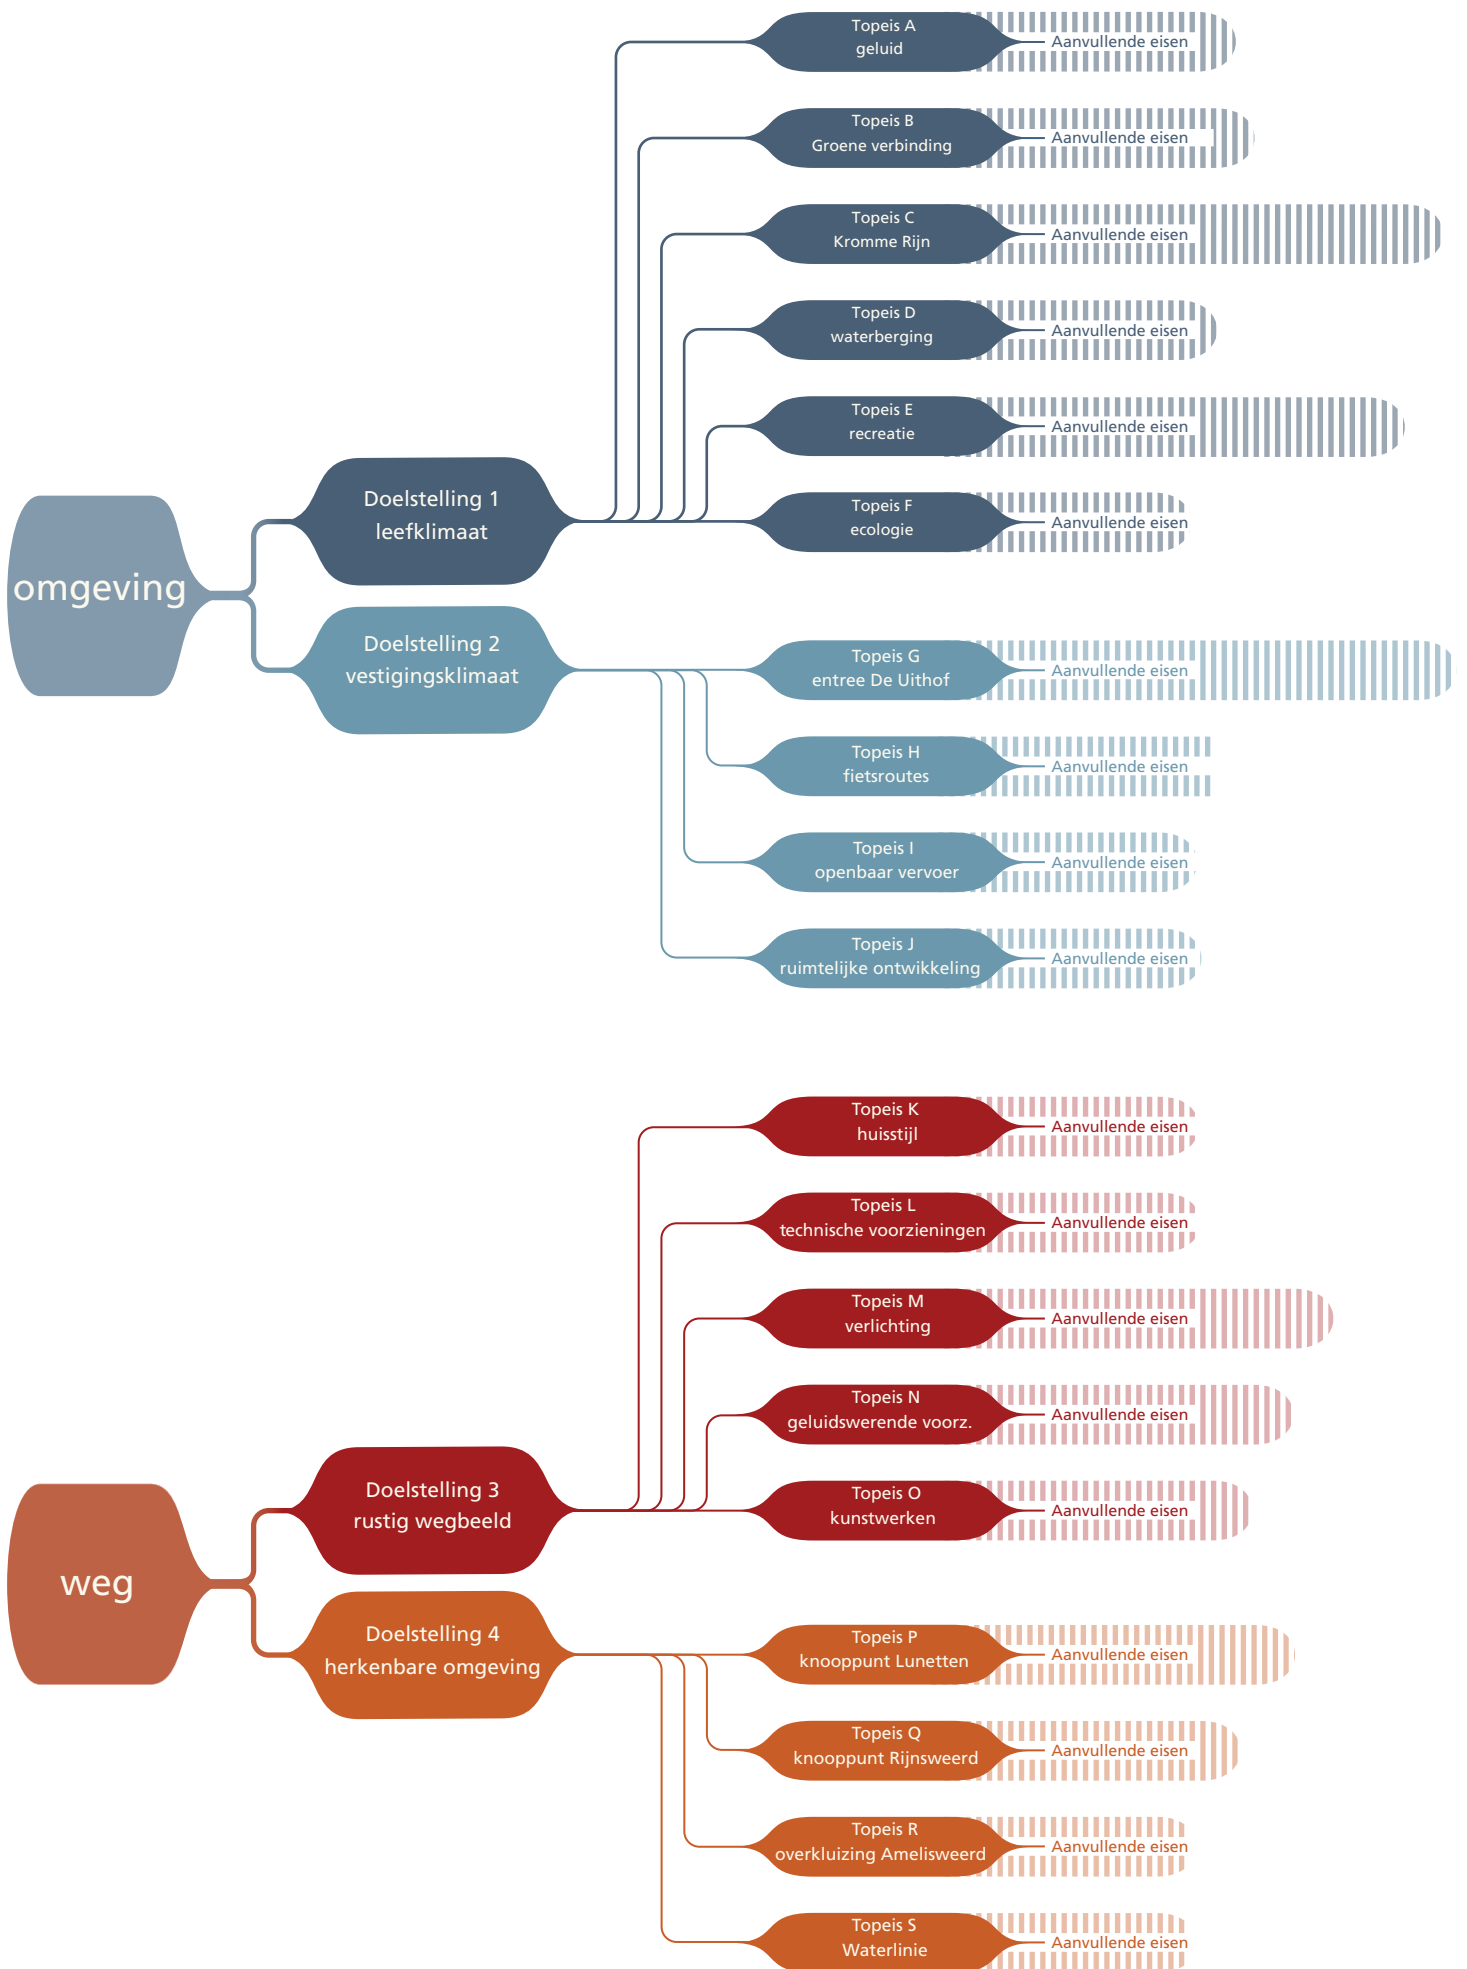 omgeving
Doelstelling 1
leefklimaat
Topeis A
geluid
Aanvullende eisen
Topeis B
Groene verbinding
Aanvullende eisen
Topeis C
Kromme Rijn
Aanvullende eisen
Topeis D
waterberging
Aanvullende eisen
Topeis E
recreatie
Aanvullende eisen
Topeis F
ecologie
Aanvullende eisen
Doelstelling 2
vestigingsklimaat
Topeis G
entree De Uithof
Aanvullende eisen
Topeis H
fietsroutes
Aanvullende eisen
Topeis I
openbaar vervoer
Aanvullende eisen
Topeis J
ruimtelijke ontwikkeling
Aanvullende eisen
weg
Doelstelling 3
rustig wegbeeld
Topeis K
huisstijl
Aanvullende eisen
Topeis L
technische voorzieningen
Aanvullende eisen
Topeis M
verlichting
Aanvullende eisen
Topeis N
geluidswerende voorz.
Aanvullende eisen
Topeis O
kunstwerken
Aanvullende eisen
Doelstelling 4
herkenbare omgeving
Topeis P
knooppunt Lunetten
Aanvullende eisen
Topeis Q
knooppunt Rijnsweerd
Aanvullende eisen
Topeis R
overkluizing Amelisweerd
Aanvullende eisen
Topeis S
Waterlinie
Aanvullende eisen